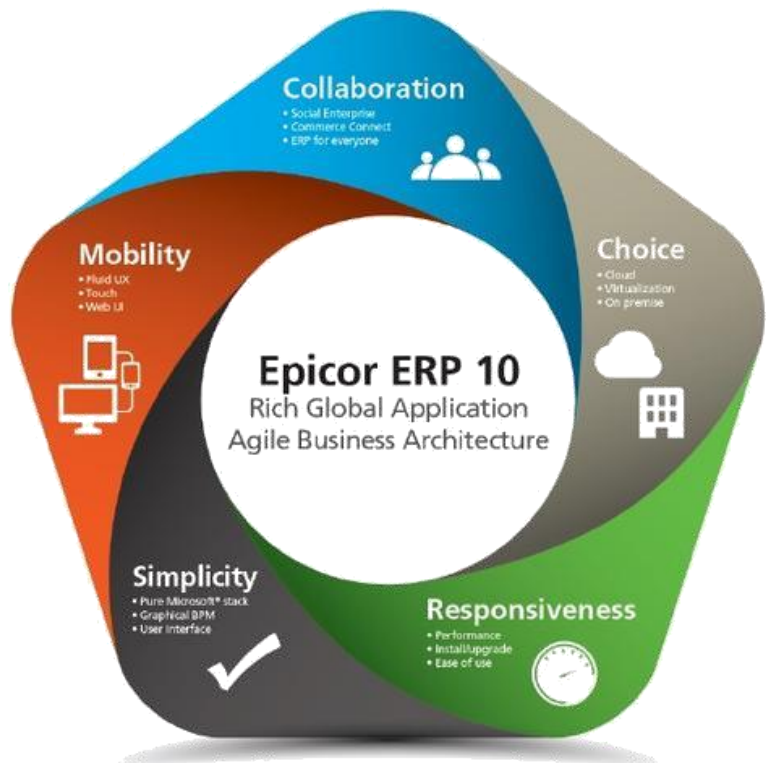 Collaboration
• Social Enterprise
• Commerce Connect
• ERP for everyone
Mobility
• Fluid UX
• Touch
• Web UI
Choice
• Cloud
• Virtualization
• On premise
Epicor ERP 10
Rich Global Application
Agile Business Architecture
Simplicity
• Pure Microsoft® stack
• Graphical BPM
• User Interface
Responsiveness
• Performance
• Install/upgrade
• Ease of use